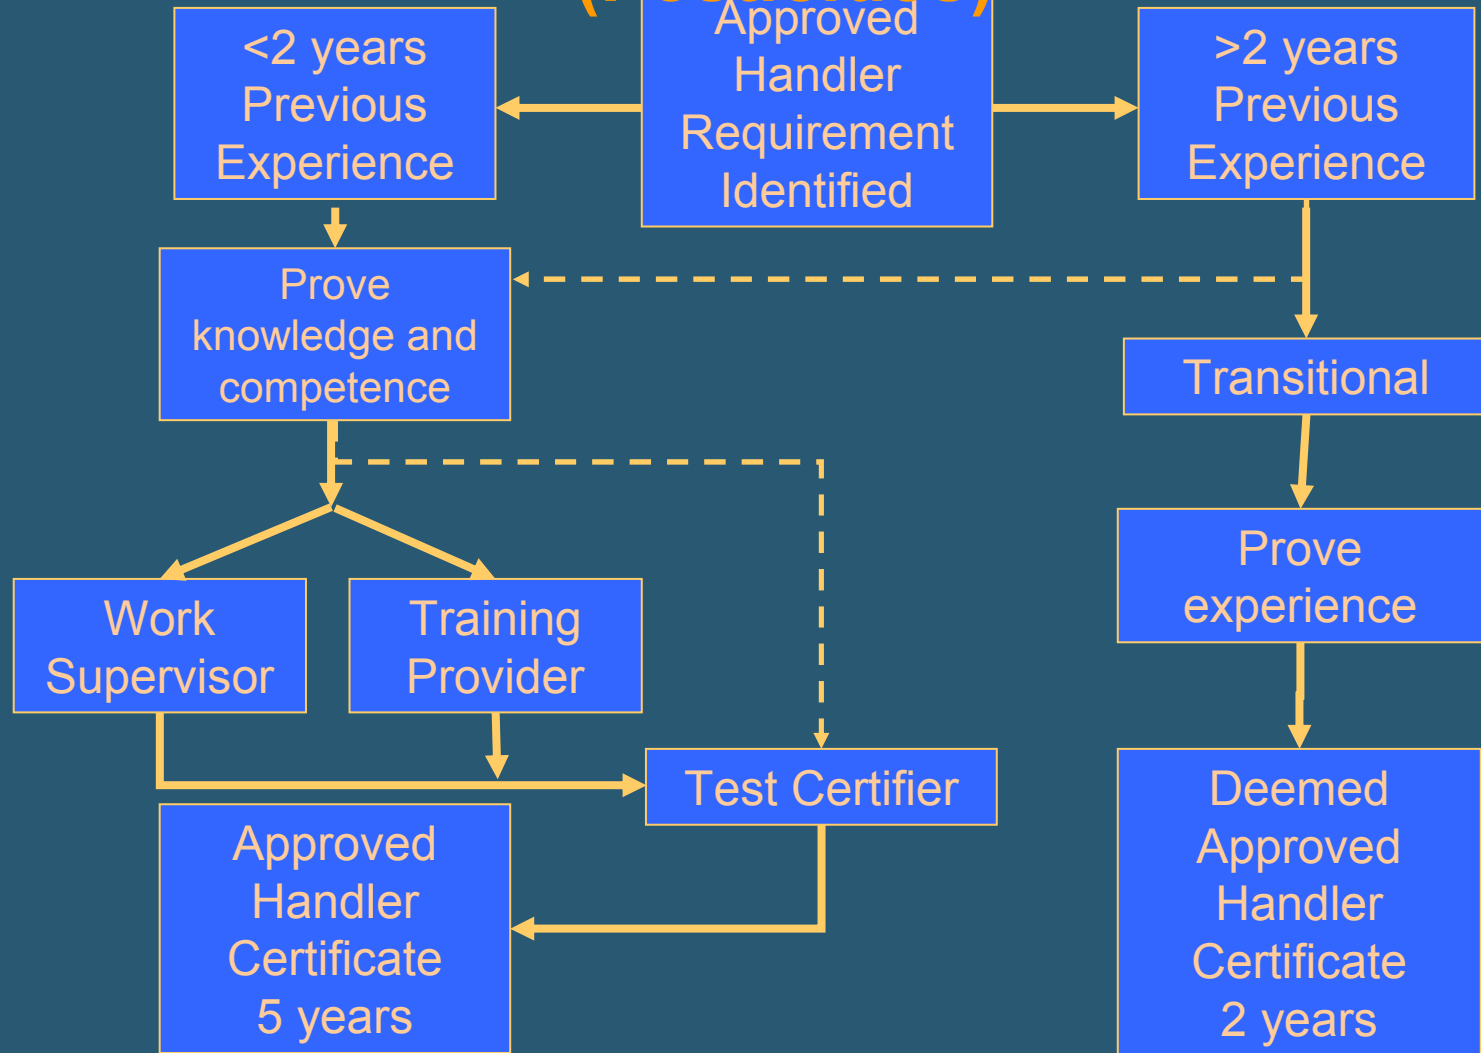 <2 years
Previous
Experience
Approved
Handler
Requirement
Identified
>2 years
Previous
Experience
Prove
knowledge and
competence
Transitional
Prove
experience
Work
Supervisor
Training
Provider
Test Certifier
Approved
Handler
Certificate
5 years
Deemed
Approved
Handler
Certificate
2 years